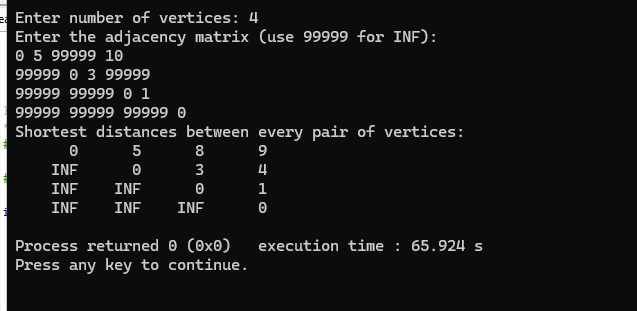 Enter number of vertices: 4
Enter the adjacency matrix (use 99999 for INF):
0 5 99999 10
99999 0 3 99999
99999 99999 0 1
99999 99999 99999 0
Shortest distances between every pair of vertices:
0 5 8 9
INF 0 3 4
INF INF 0 1
INF INF INF 0
Process returned 0 (0x0) execution time : 65.924 s
Press any key to continue.